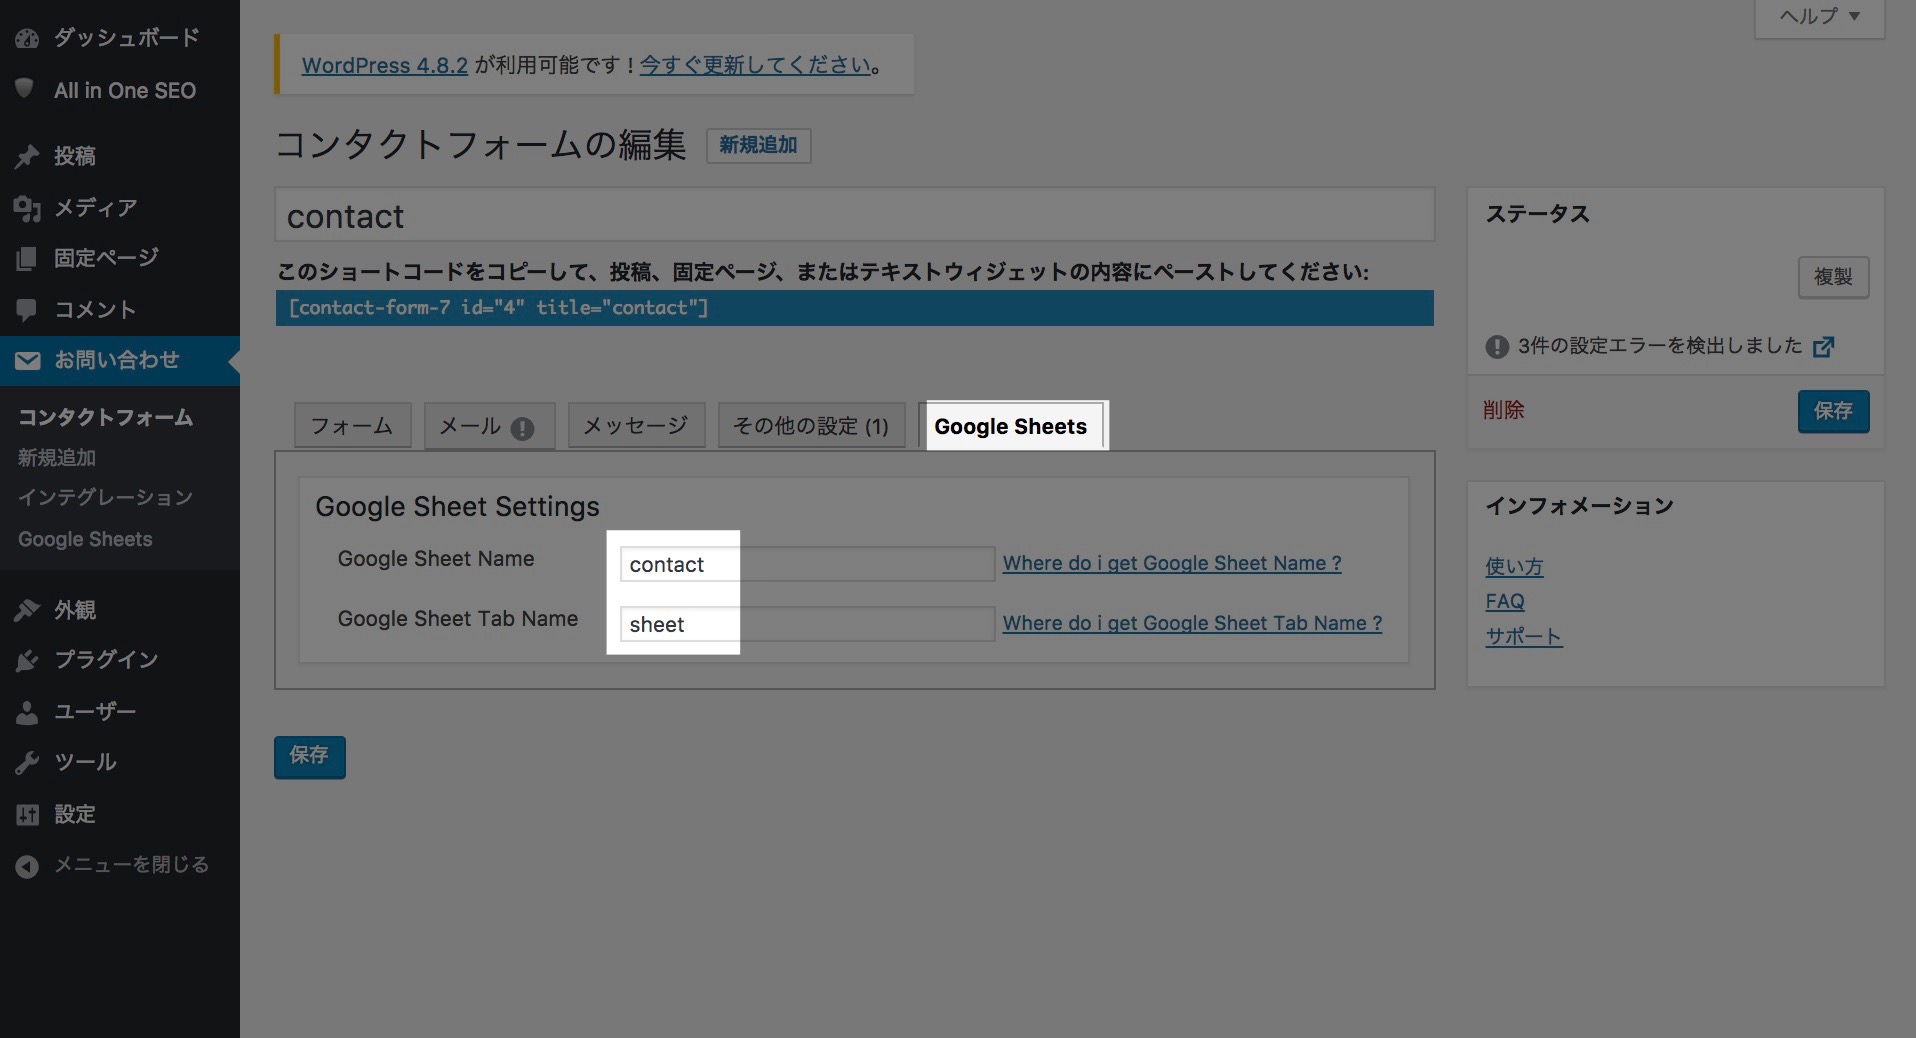 ダッシュボード
All in One SEO
投稿
メディア
固定ページ
コメント
お問い合わせ
コンタクトフォーム
新規追加
インテグレーション
Google Sheets
外観
プラグイン
ユーザー
ツール
設定
メニューを閉じる
ヘルプ ▼
WordPress 4.8.2 が利用可能です ! 今すぐ更新してください。
コンタクトフォームの編集 新規追加
contact
このショートコードをコピーして、投稿、固定ページ、またはテキストウィジェットの内容にペーストしてください:
[contact-form-7 id="4" title="contact"]
フォーム メール メッセージ その他の設定 (1) Google Sheets
Google Sheet Settings
Google Sheet Name contact Where do i get Google Sheet Name ?
Google Sheet Tab Name sheet Where do i get Google Sheet Tab Name ?
保存
ステータス
複製
3件の設定エラーを検出しました
削除 保存
インフォメーション
使い方
FAQ
サポート